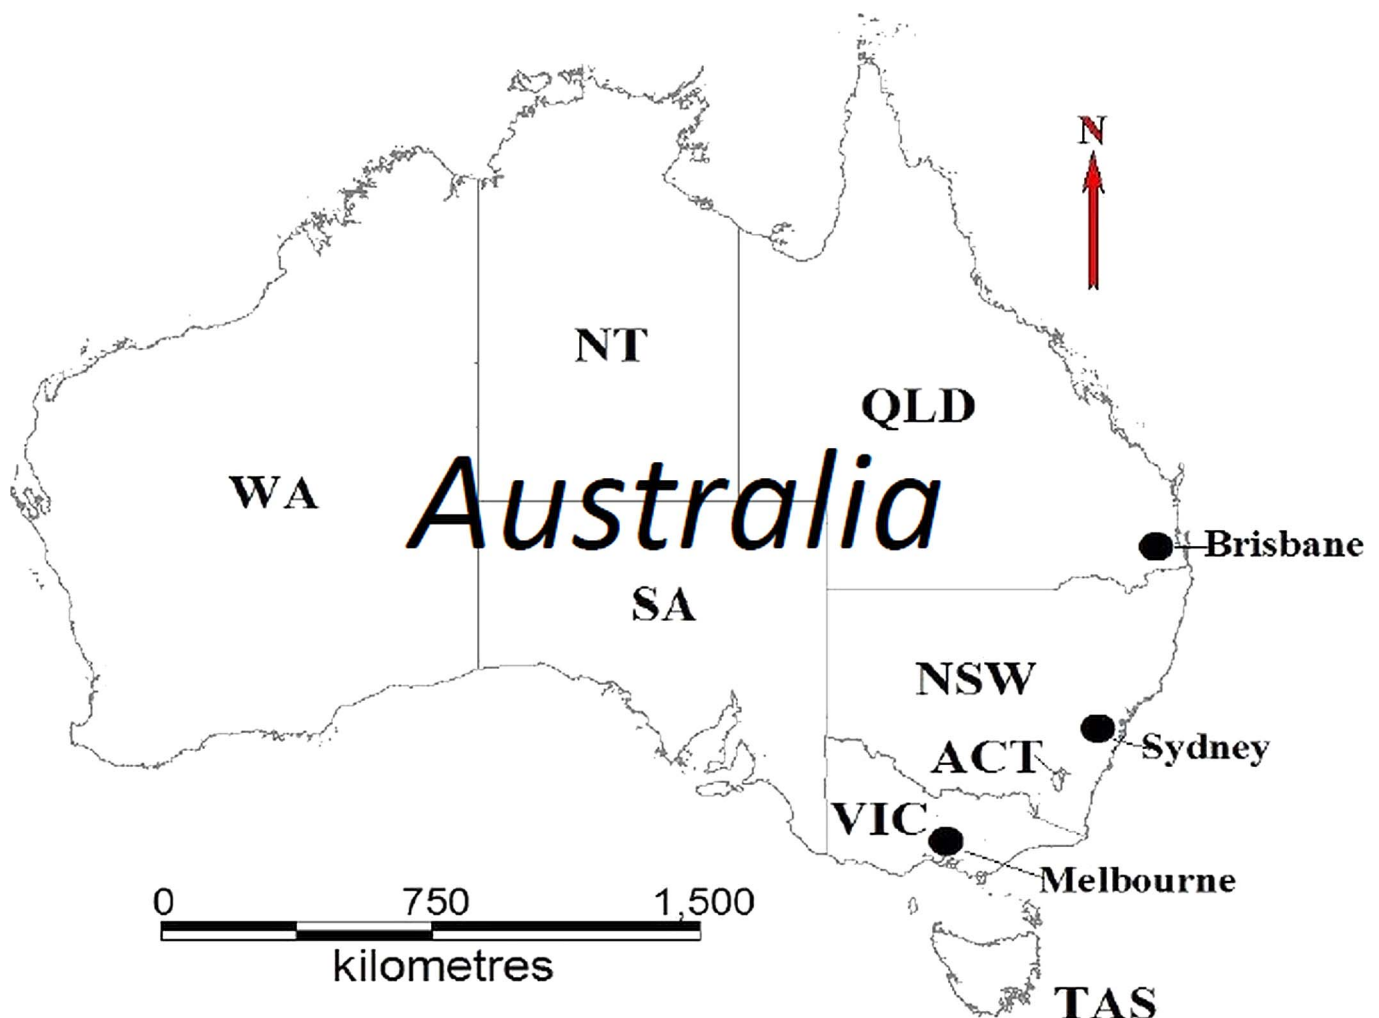 N
NT
QLD
WA
Australia
Brisbane
SA
NSW
Sydney
ACT
VIC
Melbourne
0 750 1,500
kilometres
TAS